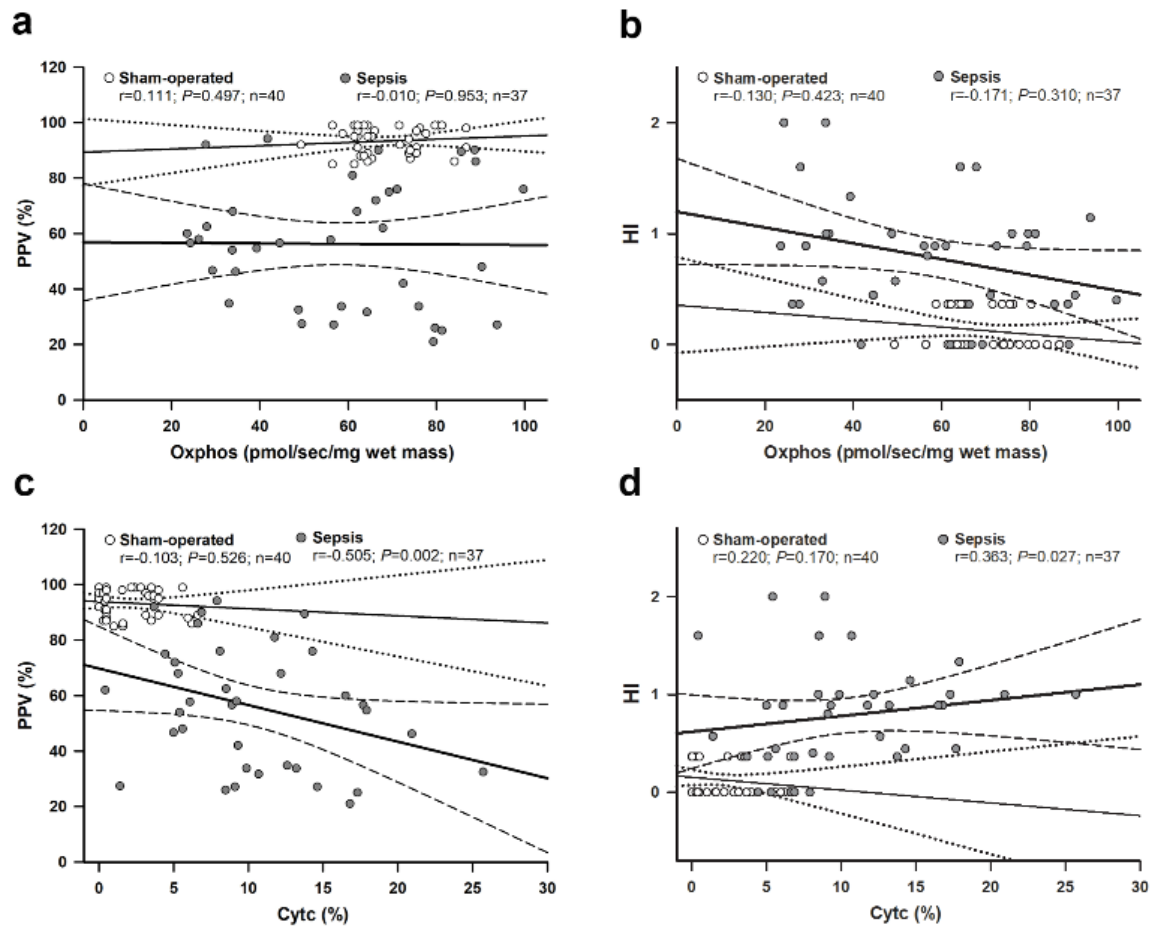 a
120
100
80
60
40
20
0
PPV (%)
Sham-operated
r=0.111; P=0.497; n=40
Sepsis
r=-0.010; P=0.953; n=37
0 20 40 60 80 100
Oxphos (pmol/sec/mg wet mass)
b
2
1
0
HI
Sham-operated
r=-0.130; P=0.423; n=40
Sepsis
r=-0.171; P=0.310; n=37
0 20 40 60 80 100
Oxphos (pmol/sec/mg wet mass)
c
120
100
80
60
40
20
0
PPV (%)
Sham-operated
r=-0.103; P=0.526; n=40
Sepsis
r=-0.505; P=0.002; n=37
0 5 10 15 20 25 30
Cytc (%)
d
2
1
0
HI
Sham-operated
r=0.220; P=0.170; n=40
Sepsis
r=0.363; P=0.027; n=37
0 5 10 15 20 25 30
Cytc (%)